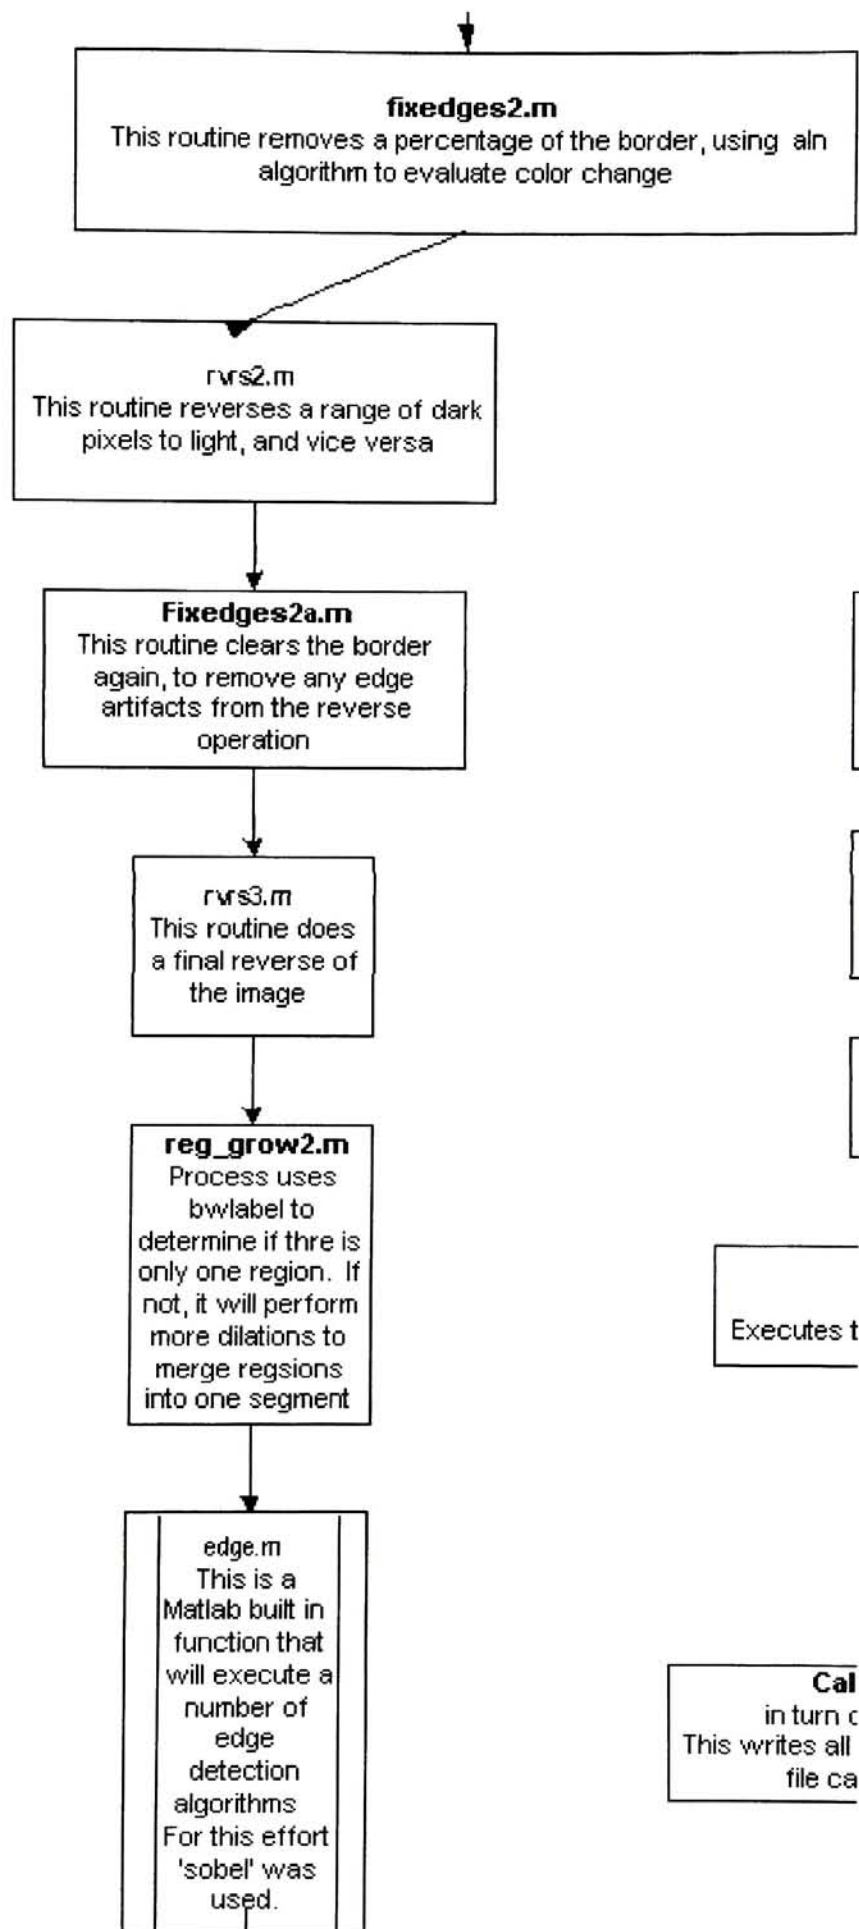 fixedges2.m
This routine removes a percentage of the border, using aln
algorithm to evaluate color change
rvrs2.m
This routine reverses a range of dark
pixels to light, and vice versa
Fixedges2a.m
This routine clears the border
again, to remove any edge
artifacts from the reverse
operation
rvrs3.m
This routine does
a final reverse of
the image
reg_grow2.m
Process uses
bwlabel to
determine if thre is
only one region. If
not, it will perform
more dilations to
merge regsions
into one segment
Executes t
edge.m
This is a
Matlab built in
function that
will execute a
number of
edge
detection
algorithms
For this effort
'sobel' was
used.
Cal
in turn c
This writes all
file ca